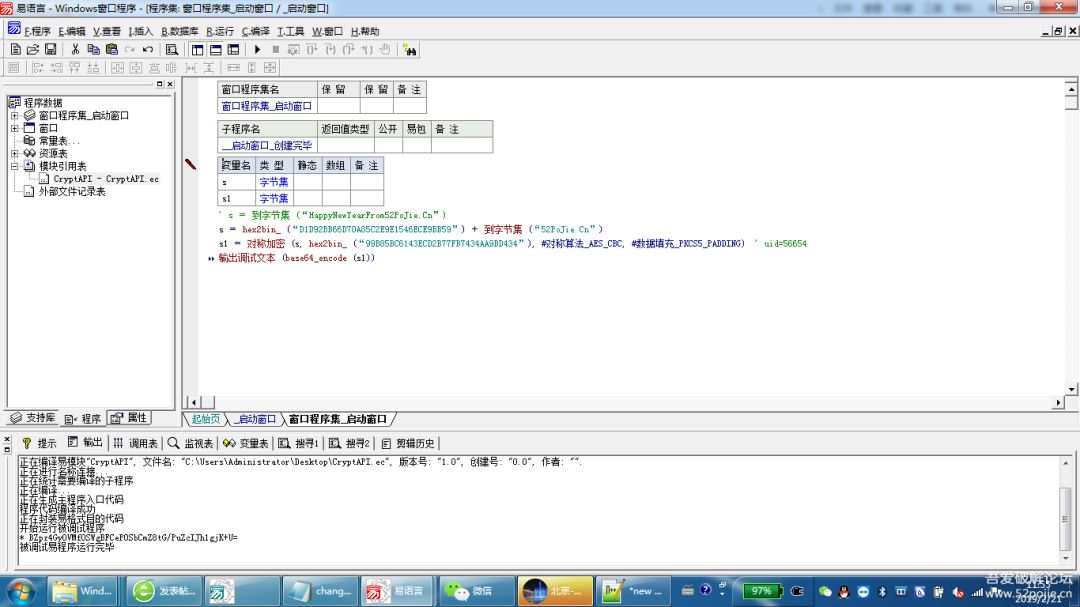 易语言 - Windows窗口程序 - [程序集: 窗口程序集_启动窗口 / _启动窗口]
F.程序 E.编辑 V.查看 I.插入 B.数据库 R.运行 C.编译 T.工具 W.窗口 H.帮助
程序数据
窗口程序集_启动窗口
窗口
常量表...
资源表
模块引用表
CryptAPI - CryptAPI.ec
外部文件记录表
支持库 程序 属性
窗口程序集名 保 留 保 留 备 注
窗口程序集_启动窗口
子程序名 返回值类型 公开 易包 备 注
__启动窗口_创建完毕
变量名 类 型 静态 数组 备 注
s 字节集
s1 字节集
' s = 到字节集 (“HappyNewYearFrom52PoJie.Cn”)
s = hex2bin_ (“D1D92BB66D70A85C2E9E1546ECE9BB59”) + 到字节集 (“52PoJie.Cn”)
s1 = 对称加密 (s, hex2bin_ (“99B85BC6143ECD2B77FB7434AA9BD434”), #对称算法_AES_CBC, #数据填充_PKCS5_PADDING) ' uid=56654
输出调试文本 (base64_encode (s1))
起始页 _启动窗口 窗口程序集_启动窗口
提示 输出 调用表 监视表 变量表 搜寻1 搜寻2 剪辑历史
正在编译易模块"CryptAPI", 文件名: "C:\Users\Administrator\Desktop\CryptAPI.ec", 版本号: "1.0", 创建号: "0.0", 作者: "".
正在进行名称连接...
正在统计需要编译的子程序
正在编译...
正在生成主程序入口代码
程序代码编译成功
正在封装易格式目的代码
开始运行被调试程序
* BZpz4GyOVMfOSWgBFCePOSbCmZ8tG/PuZcIJh1gjK+U=
被调试易程序运行完毕
Wind... 发表帖... chang... 易语言 微信 北京-... *new ... 97%
11:55
2019/2/21
吾爱破解论坛
www.52pojie.cn